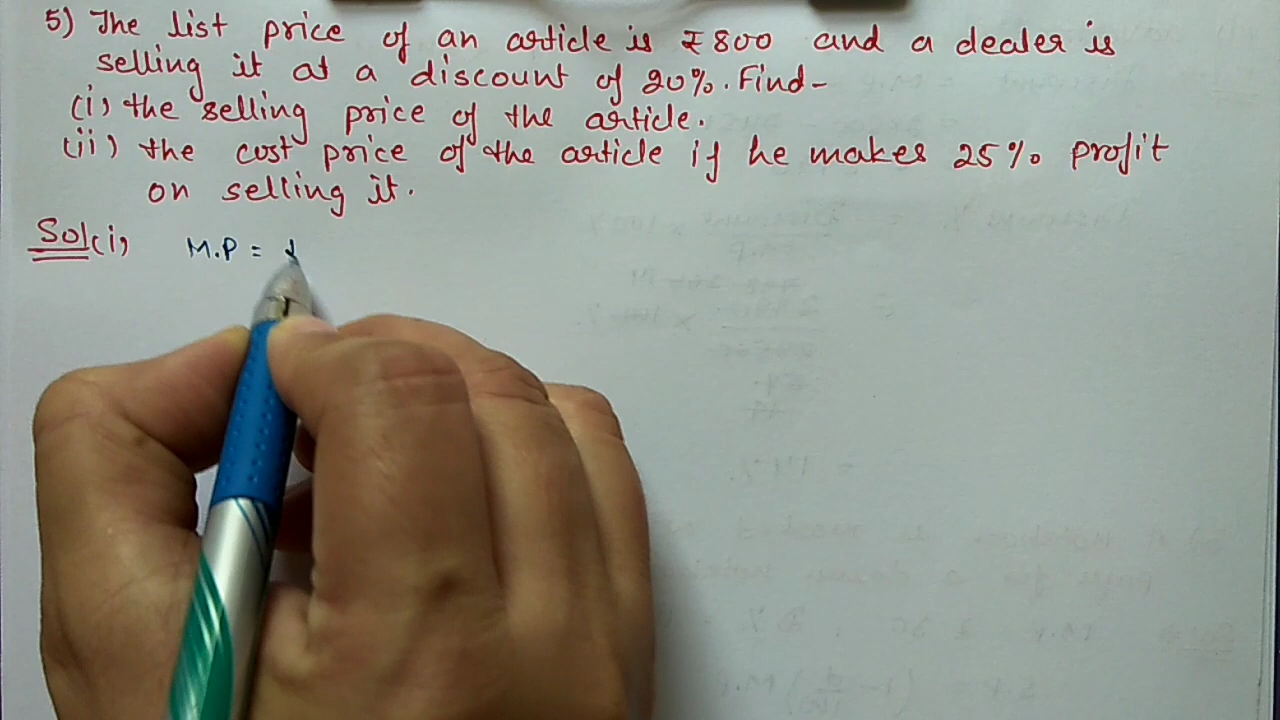 5) The list price of an article is ₹800 and a dealer is
selling it at a discount of 20%. Find-
(i) the selling price of the article.
(ii) the cost price of the article if he makes 25% profit
on selling it.
Sol(i) M.P =